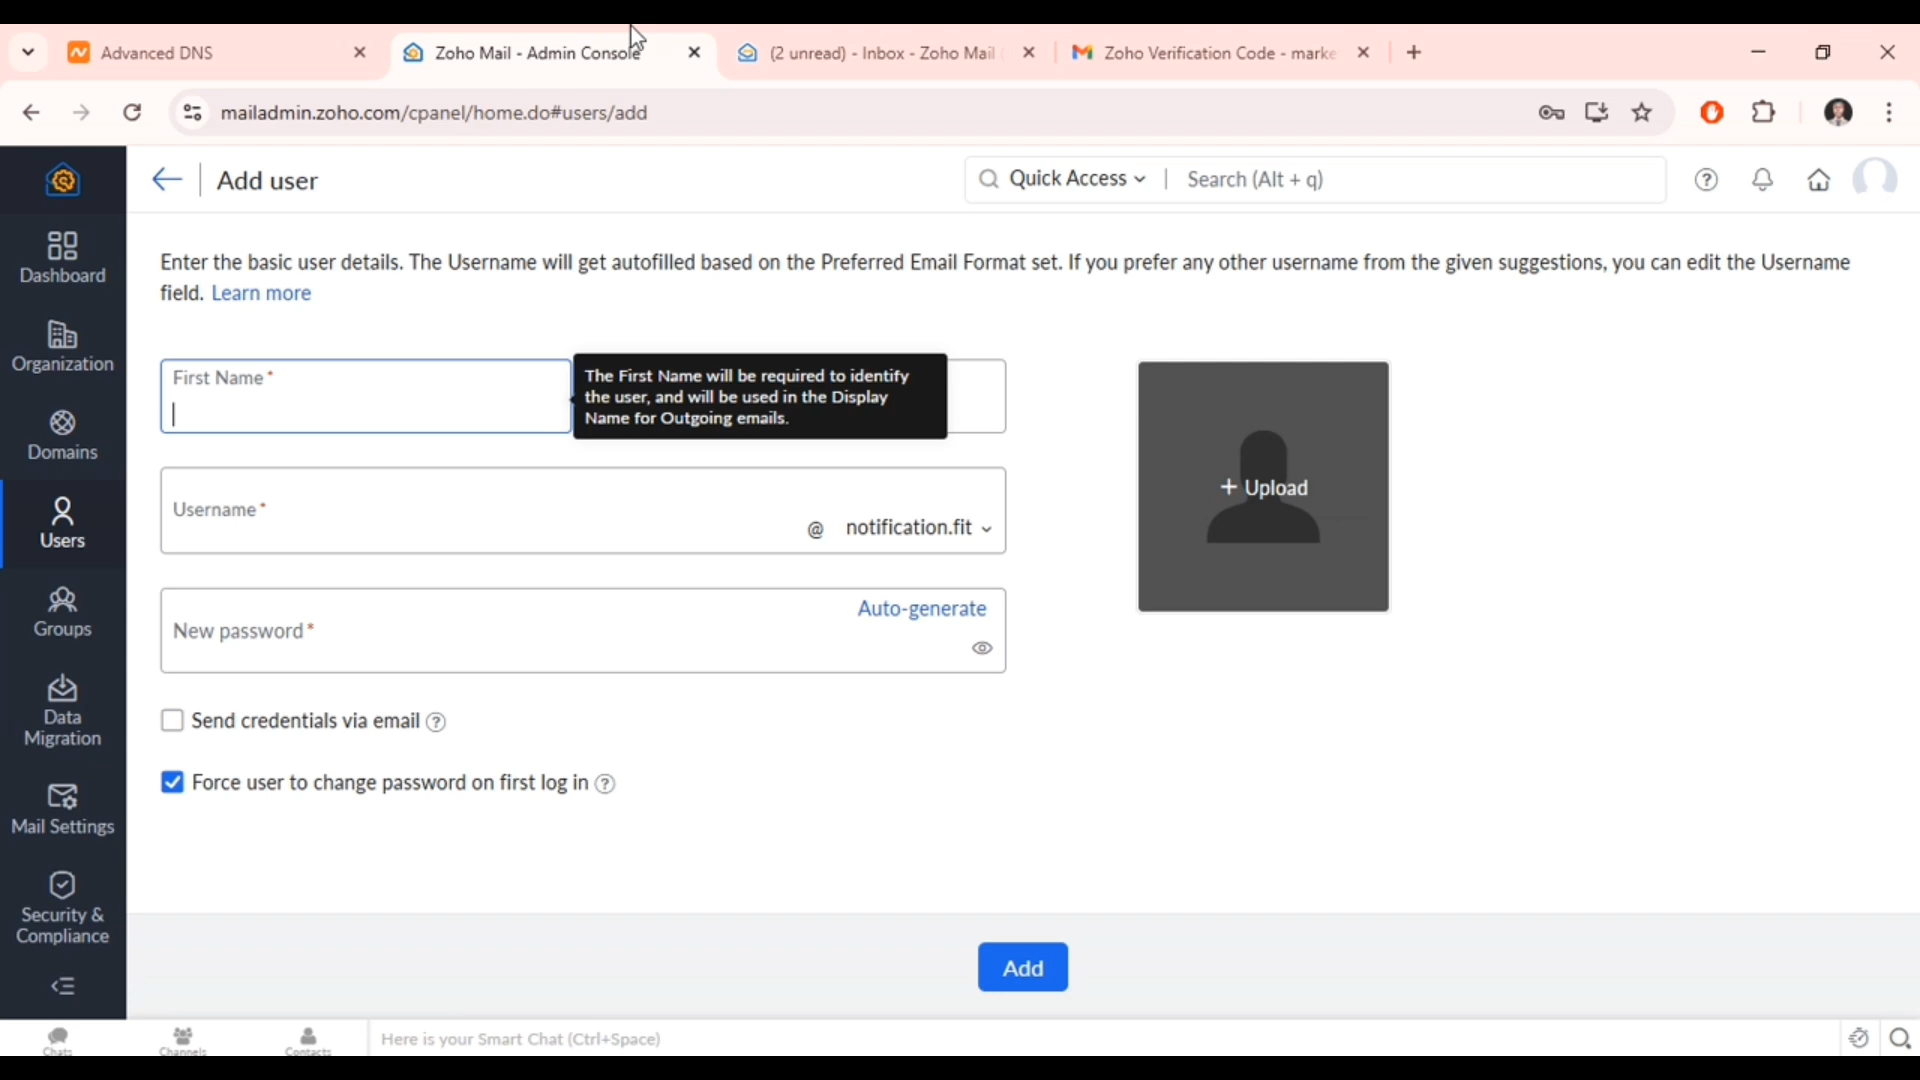 Advanced DNS
Zoho Mail - Admin Console
(2 unread) - Inbox - Zoho Mail (
Zoho Verification Code - marke
mailadmin.zoho.com/cpanel/home.do#users/add
Add user
Quick Access
Search (Alt + q)
Dashboard
Organization
Domains
Users
Groups
Data
Migration
Mail Settings
Security &
Compliance
Enter the basic user details. The Username will get autofilled based on the Preferred Email Format set. If you prefer any other username from the given suggestions, you can edit the Username
field. Learn more
First Name *
The First Name will be required to identify
the user, and will be used in the Display
Name for Outgoing emails.
+ Upload
Username *
@ notification.fit
Auto-generate
New password *
Send credentials via email ?
Force user to change password on first log in ?
Add
Chats
Channels
Contacts
Here is your Smart Chat (Ctrl+Space)